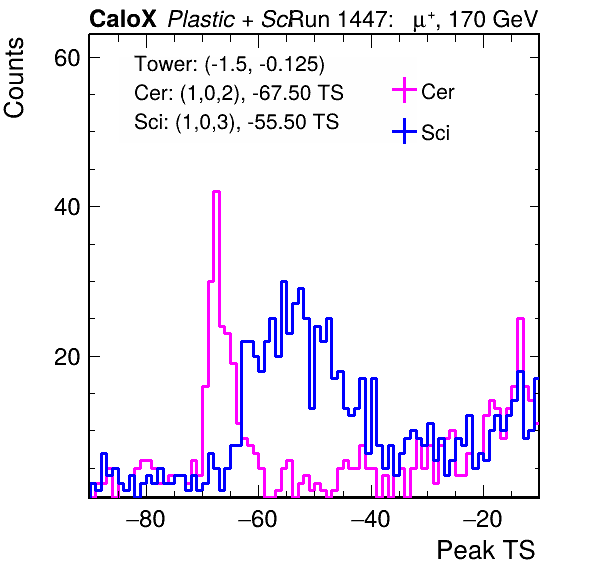 CaloX Plastic + SciRun 1447: μ⁺, 170 GeV
Counts
60
Tower: (-1.5, -0.125)
Cer: (1,0,2), -67.50 TS
Sci: (1,0,3), -55.50 TS
Cer
Sci
40
20
−80 −60 −40 −20
Peak TS